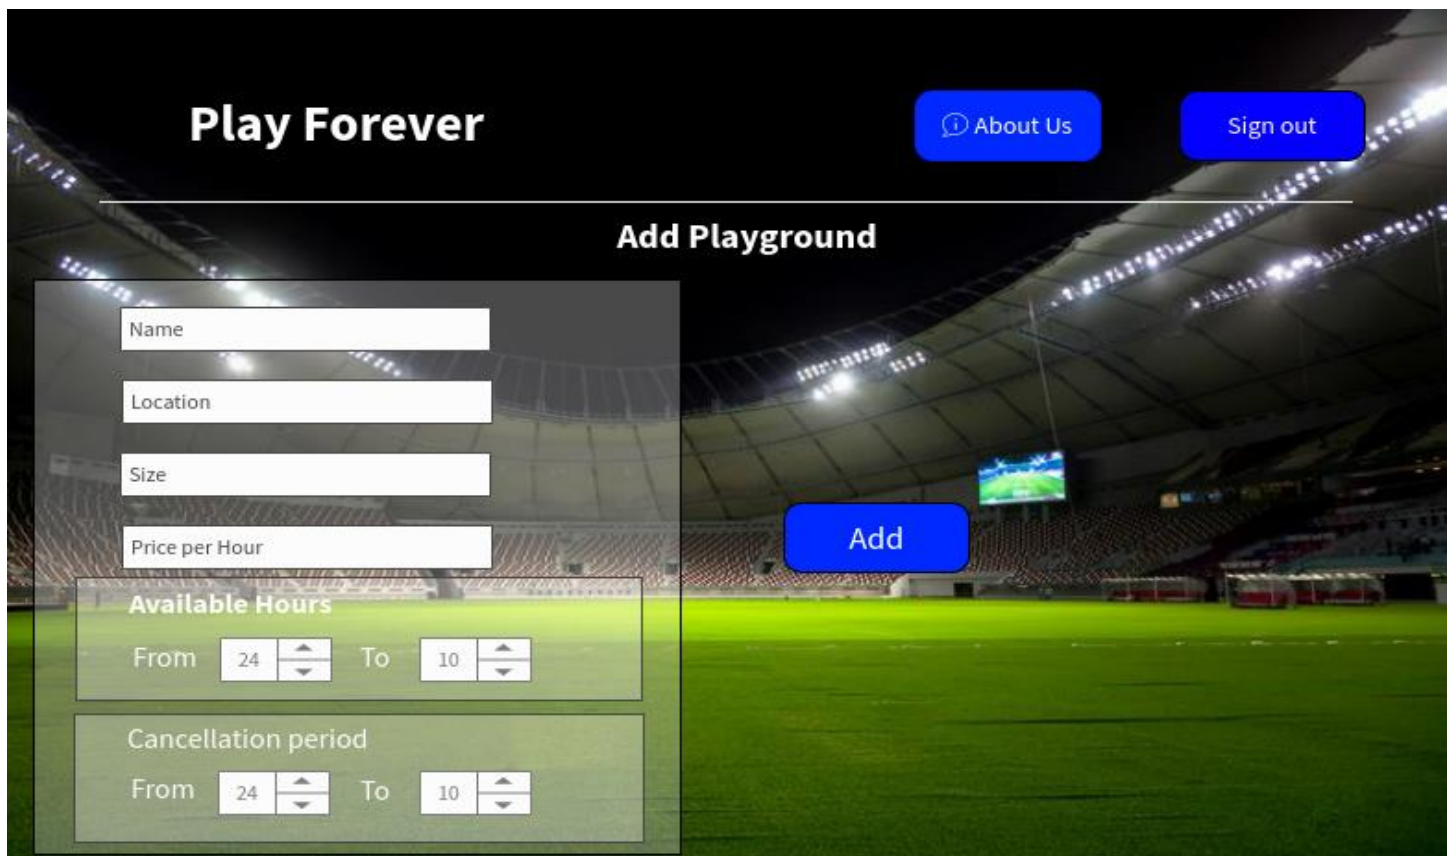 Play Forever
About Us
Sign out
Add Playground
Name
Location
Size
Price per Hour
Add
Available Hours
From 24 To 10
Cancellation period
From 24 To 10